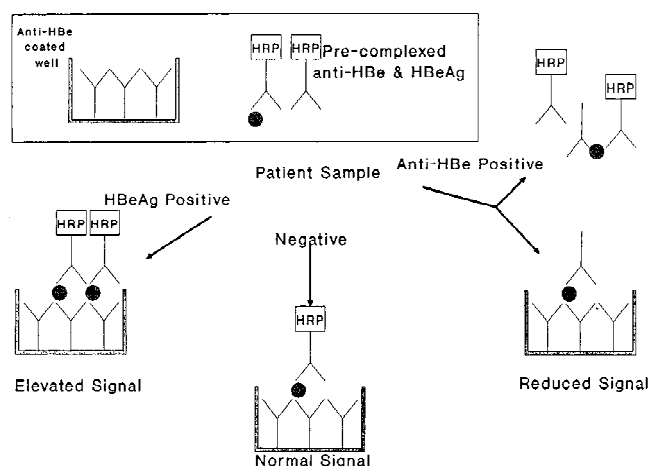 Anti-HBe
coated
well
HRP HRP
Pre-complexed
anti-HBe & HBeAg
HRP
HRP
Patient Sample
Anti-HBe Positive
HBeAg Positive
HRP HRP
Negative
HRP
Elevated Signal
Reduced Signal
Normal Signal